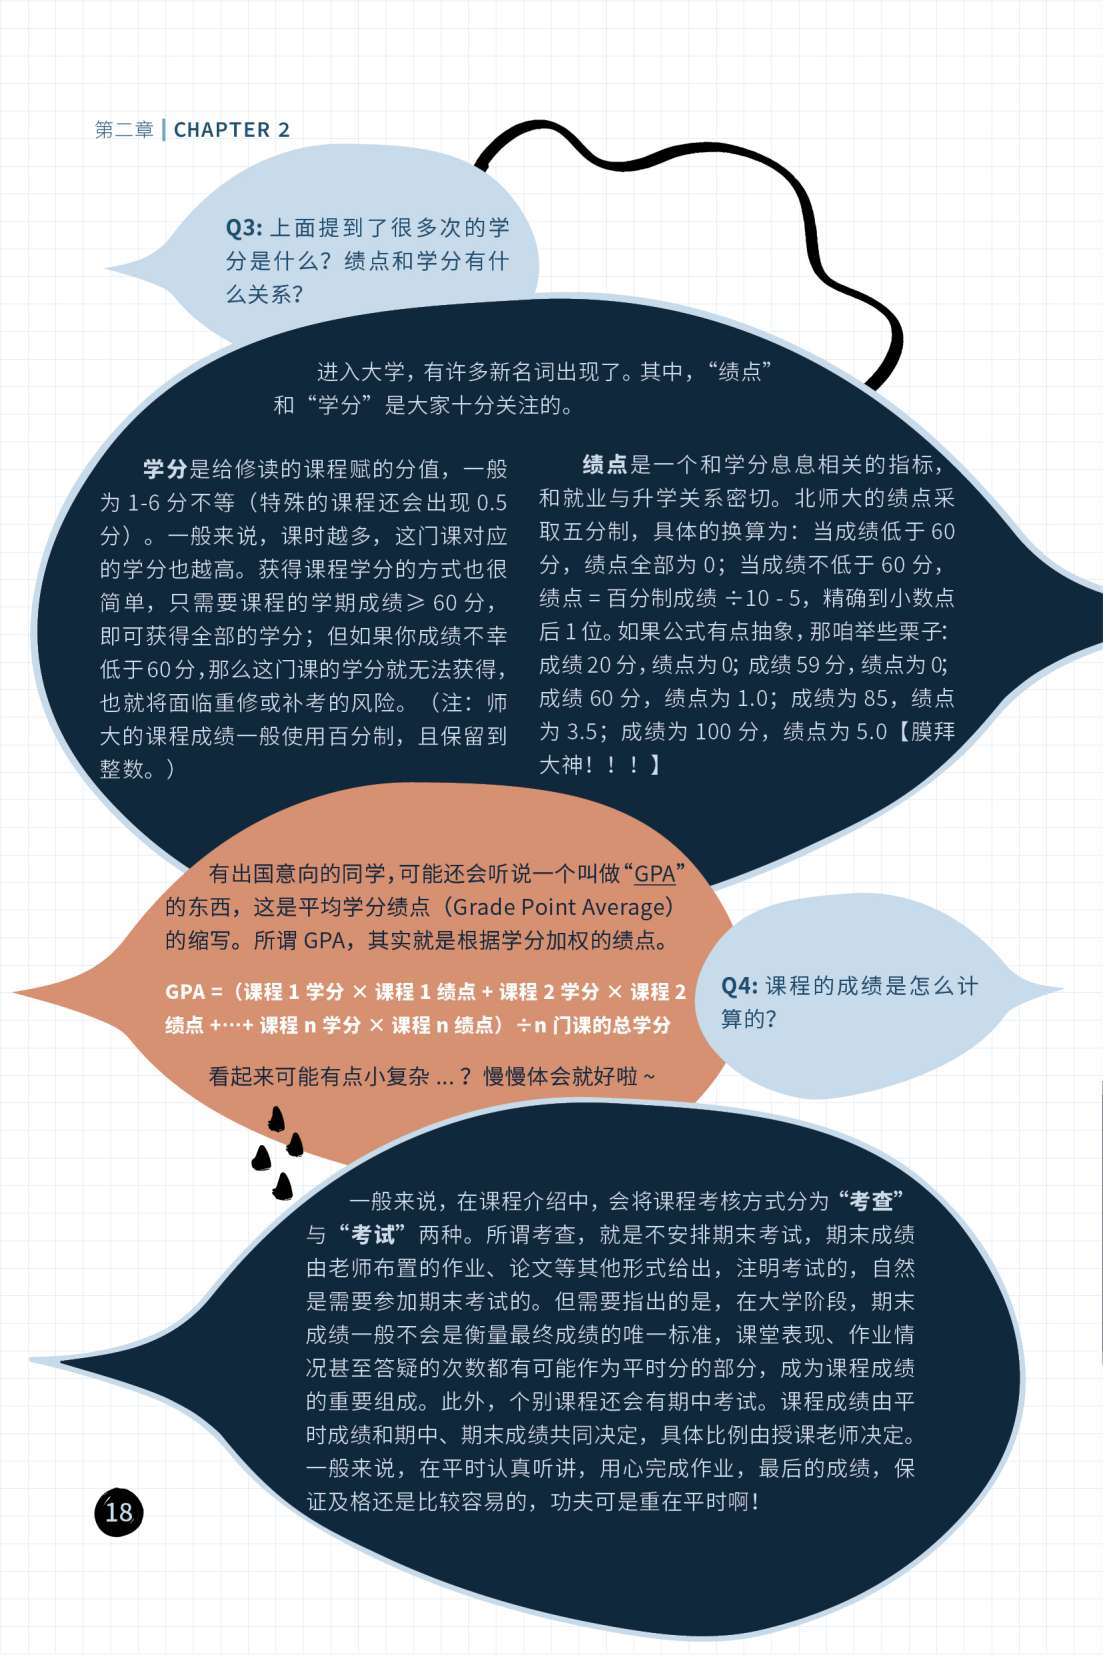 第二章 | CHAPTER 2
Q3: 上面提到了很多次的学
分是什么？绩点和学分有什
么关系？
进入大学，有许多新名词出现了。其中，“绩点”
和“学分”是大家十分关注的。
学分是给修读的课程赋的分值，一般
为 1-6 分不等（特殊的课程还会出现 0.5
分）。一般来说，课时越多，这门课对应
的学分也越高。获得课程学分的方式也很
简单，只需要课程的学期成绩≥ 60 分，
即可获得全部的学分；但如果你成绩不幸
低于60分，那么这门课的学分就无法获得，
也就将面临重修或补考的风险。（注：师
大的课程成绩一般使用百分制，且保留到
整数。）
绩点是一个和学分息息相关的指标，
和就业与升学关系密切。北师大的绩点采
取五分制，具体的换算为：当成绩低于 60
分，绩点全部为 0；当成绩不低于 60 分，
绩点 = 百分制成绩 ÷10 - 5，精确到小数点
后 1 位。如果公式有点抽象，那咱举些栗子：
成绩 20 分，绩点为 0；成绩 59 分，绩点为 0；
成绩 60 分，绩点为 1.0；成绩为 85，绩点
为 3.5；成绩为 100 分，绩点为 5.0【膜拜
大神！！！】
有出国意向的同学，可能还会听说一个叫做“GPA”
的东西，这是平均学分绩点（Grade Point Average）
的缩写。所谓 GPA，其实就是根据学分加权的绩点。
GPA =（课程 1 学分 × 课程 1 绩点 + 课程 2 学分 × 课程 2
绩点 +…+ 课程 n 学分 × 课程 n 绩点）÷n 门课的总学分
看起来可能有点小复杂 ...？慢慢体会就好啦 ~
Q4: 课程的成绩是怎么计
算的？
一般来说，在课程介绍中，会将课程考核方式分为“考查”
与“考试”两种。所谓考查，就是不安排期末考试，期末成绩
由老师布置的作业、论文等其他形式给出，注明考试的，自然
是需要参加期末考试的。但需要指出的是，在大学阶段，期末
成绩一般不会是衡量最终成绩的唯一标准，课堂表现、作业情
况甚至答疑的次数都有可能作为平时分的部分，成为课程成绩
的重要组成。此外，个别课程还会有期中考试。课程成绩由平
时成绩和期中、期末成绩共同决定，具体比例由授课老师决定。
一般来说，在平时认真听讲，用心完成作业，最后的成绩，保
证及格还是比较容易的，功夫可是重在平时啊！
18